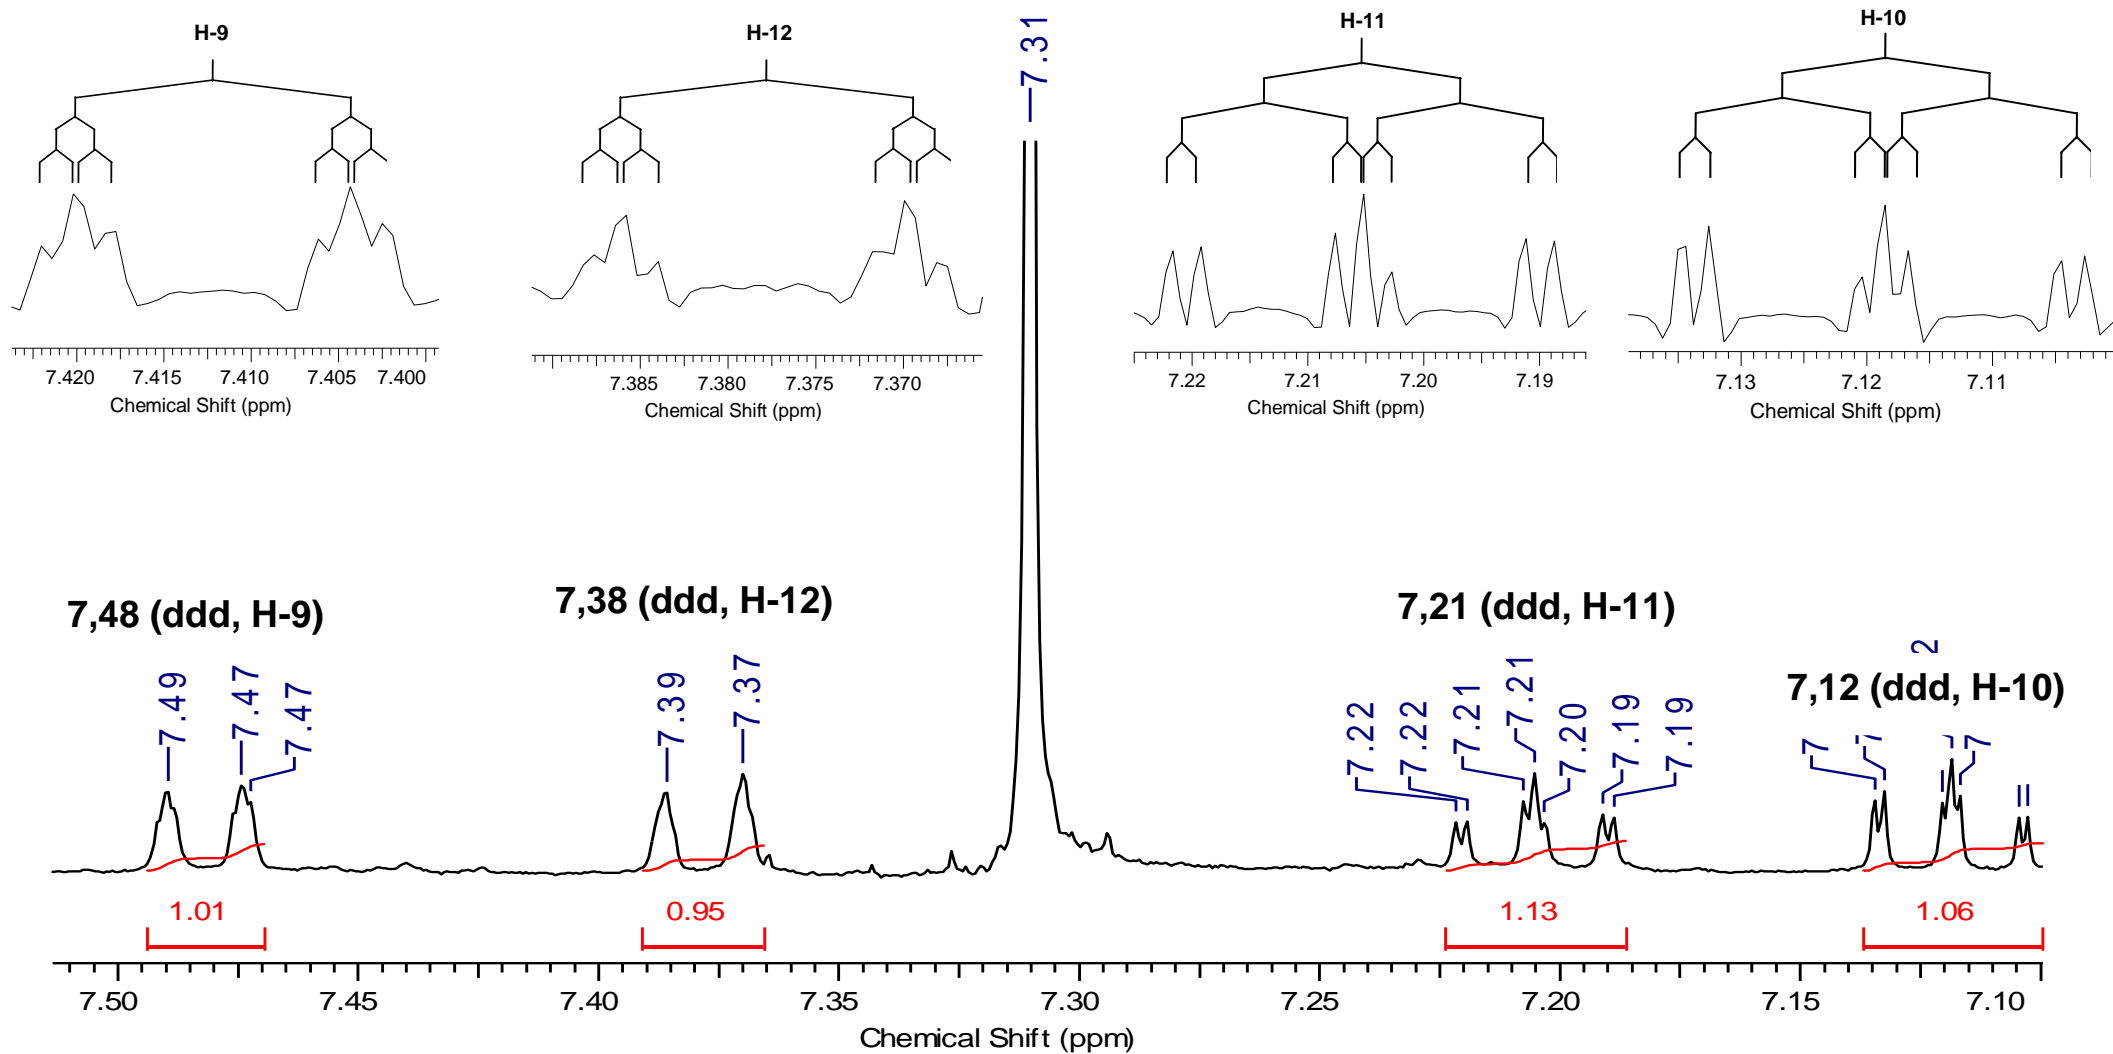 H-9
H-12
H-11
H-10
7.31
7.420 7.415 7.410 7.405 7.400
Chemical Shift (ppm)
7.385 7.380 7.375 7.370
Chemical Shift (ppm)
7.22 7.21 7.20 7.19
Chemical Shift (ppm)
7.13 7.12 7.11
Chemical Shift (ppm)
7,48 (ddd, H-9)
7,38 (ddd, H-12)
7,21 (ddd, H-11)
7,12 (ddd, H-10)
7.49
7.47
7.47
7.39
7.37
7.22
7.22
7.21
7.21
7.20
7.19
7.19
2
7
7
7
1.01
0.95
1.13
1.06
7.50 7.45 7.40 7.35 7.30 7.25 7.20 7.15 7.10
Chemical Shift (ppm)